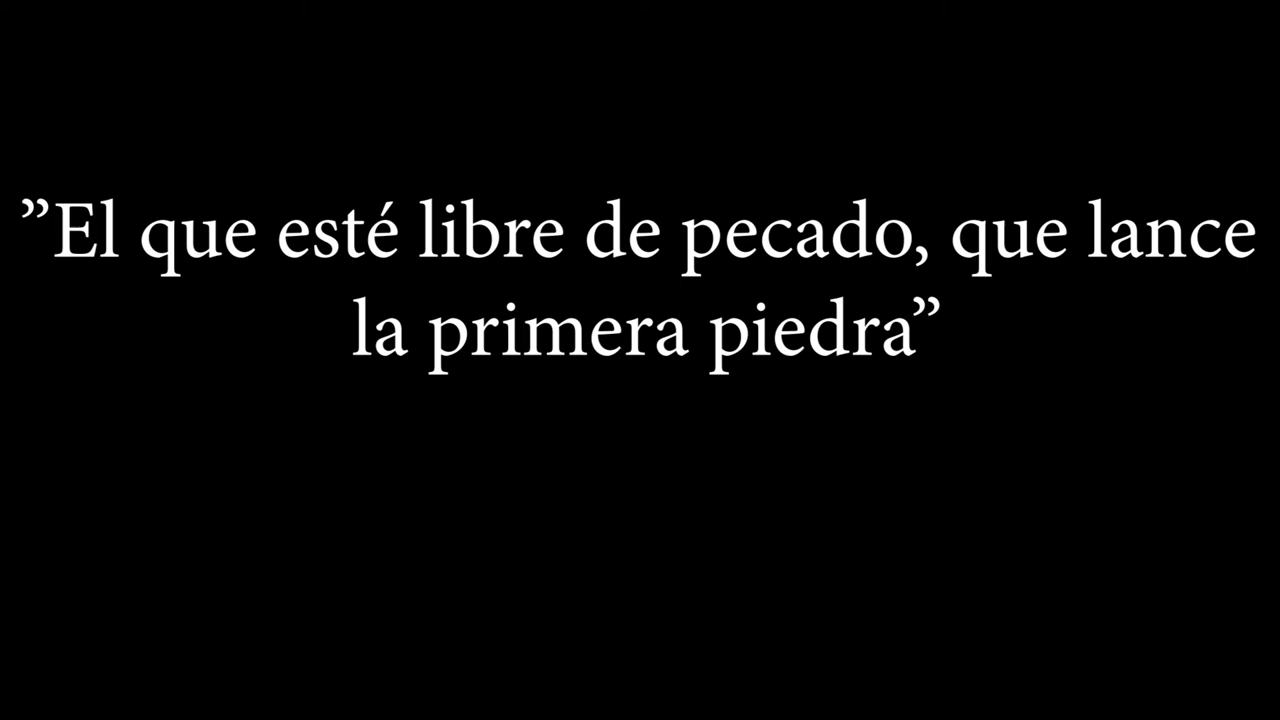 ”El que esté libre de pecado, que lance
la primera piedra”